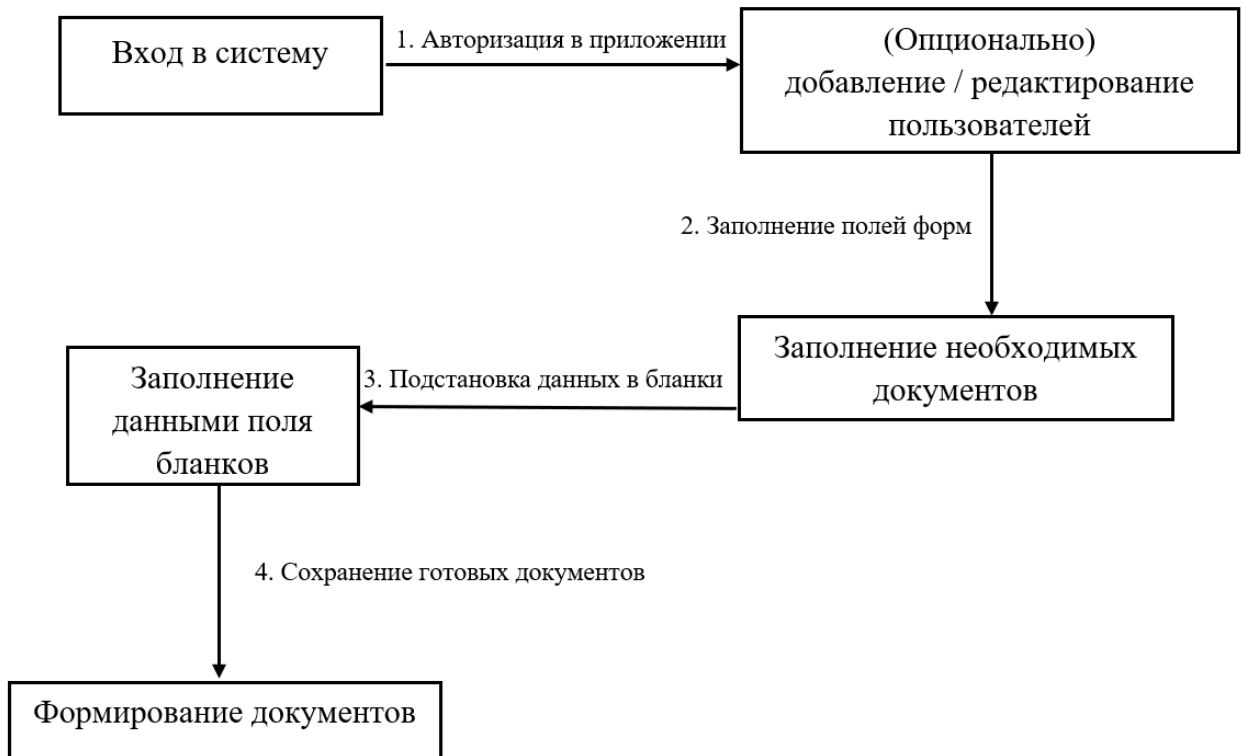 Вход в систему
1. Авторизация в приложении
(Опционально)
добавление / редактирование
пользователей
2. Заполнение полей форм
Заполнение необходимых
документов
3. Подстановка данных в бланки
Заполнение
данными поля
бланков
4. Сохранение готовых документов
Формирование документов